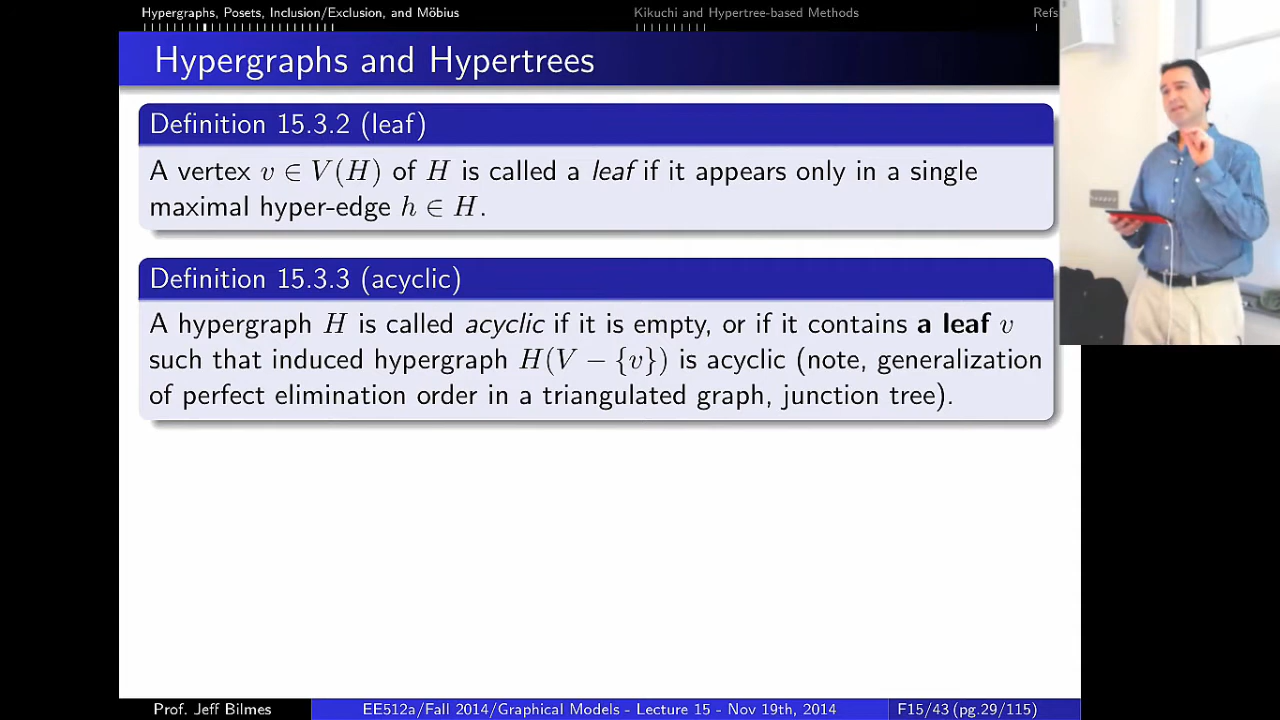 Hypergraphs, Posets, Inclusion/Exclusion, and Möbius
Kikuchi and Hypertree-based Methods
Refs
Hypergraphs and Hypertrees
Definition 15.3.2 (leaf)
A vertex v ∈ V(H) of H is called a leaf if it appears only in a single
maximal hyper-edge h ∈ H.
Definition 15.3.3 (acyclic)
A hypergraph H is called acyclic if it is empty, or if it contains a leaf v
such that induced hypergraph H(V − {v}) is acyclic (note, generalization
of perfect elimination order in a triangulated graph, junction tree).
Prof. Jeff Bilmes
EE512a/Fall 2014/Graphical Models - Lecture 15 - Nov 19th, 2014
F15/43 (pg.29/115)